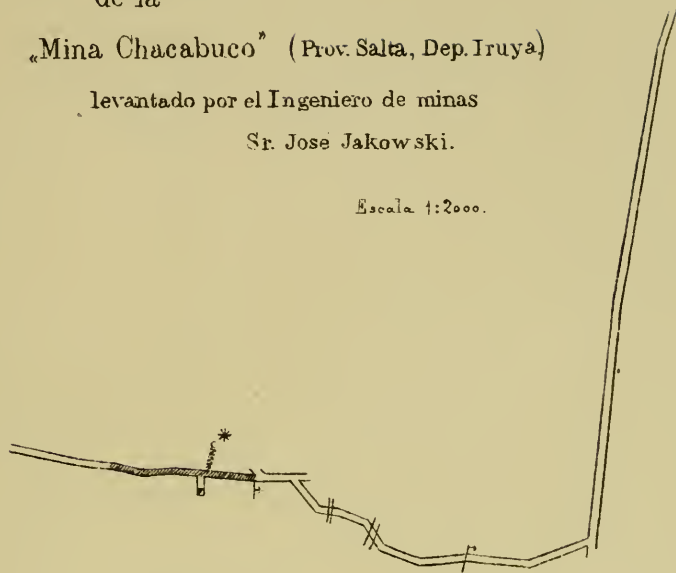 de la
„Mina Chacabuco” (Prov. Salta, Dep. Iruya)
levantado por el Ingeniero de minas
Sr. Jose Jakowski.
Escala 1:2000.